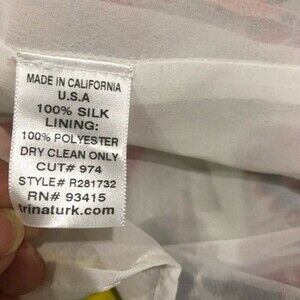 MADE IN CALIFORNIA
U.S.A
100% SILK
LINING:
100% POLYESTER
DRY CLEAN ONLY
CUT# 974
STYLE# R281732
RN# 93415
trinaturk.com